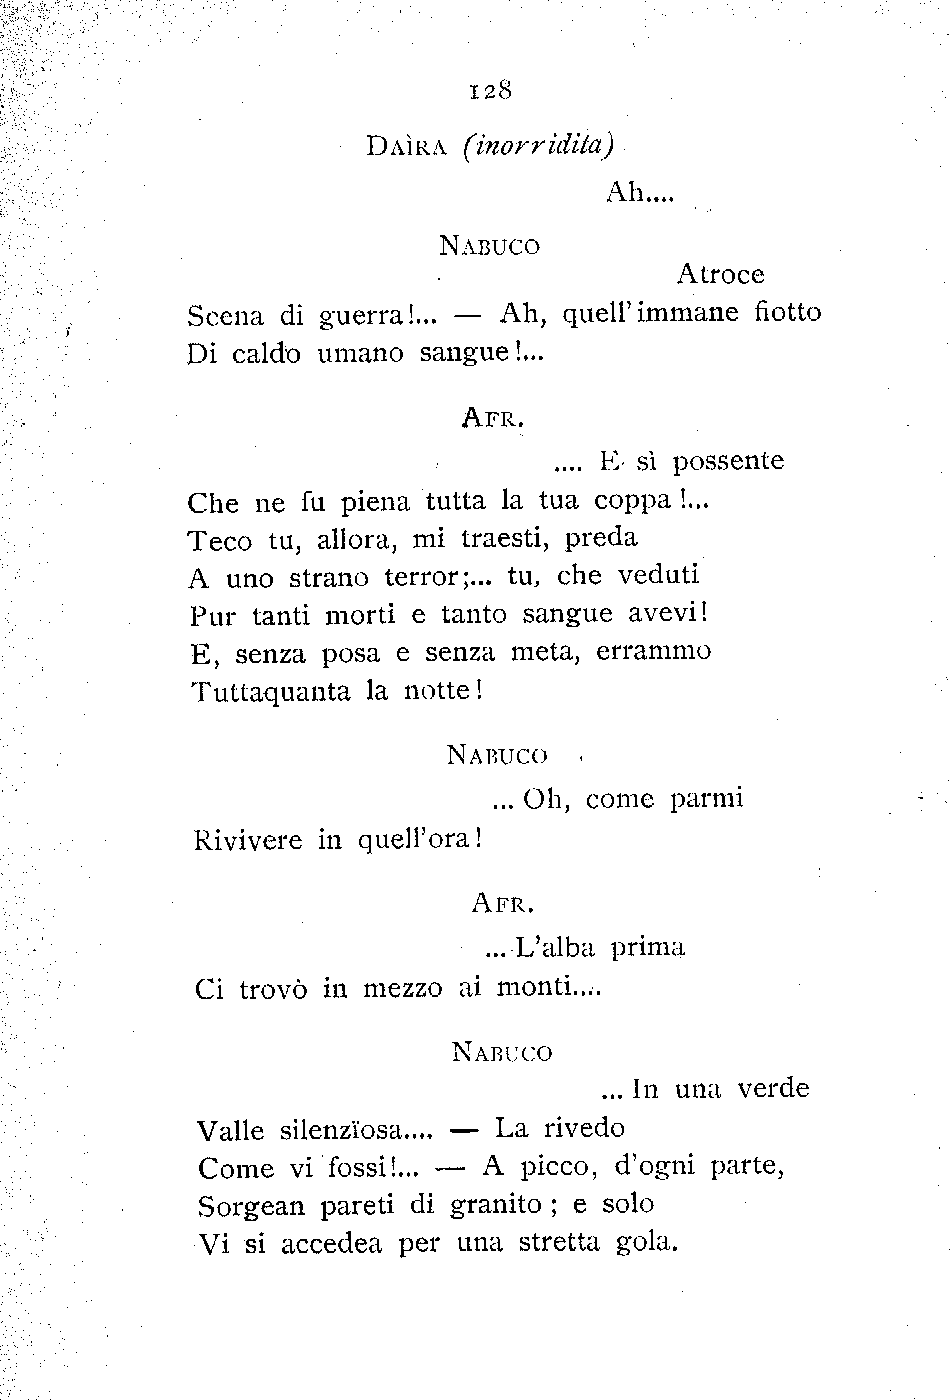 128
DAÌRA (inorridita)
Ah....
NABUCO
Atroce
Scena di guerra!... — Ah, quell'immane fiotto
Di caldo umano sangue!...
AFR.
.... E sì possente
Che ne fu piena tutta la tua coppa!...
Teco tu, allora, mi traesti, preda
A uno strano terror;... tu, che veduti
Pur tanti morti e tanto sangue avevi!
E, senza posa e senza meta, errammo
Tuttaquanta la notte!
NABUCO
... Oh, come parmi
Rivivere in quell'ora!
AFR.
... L'alba prima
Ci trovò in mezzo ai monti....
NABUCO
... In una verde
Valle silenzïosa.... — La rivedo
Come vi fossi!... — A picco, d'ogni parte,
Sorgean pareti di granito; e solo
Vi si accedea per una stretta gola.